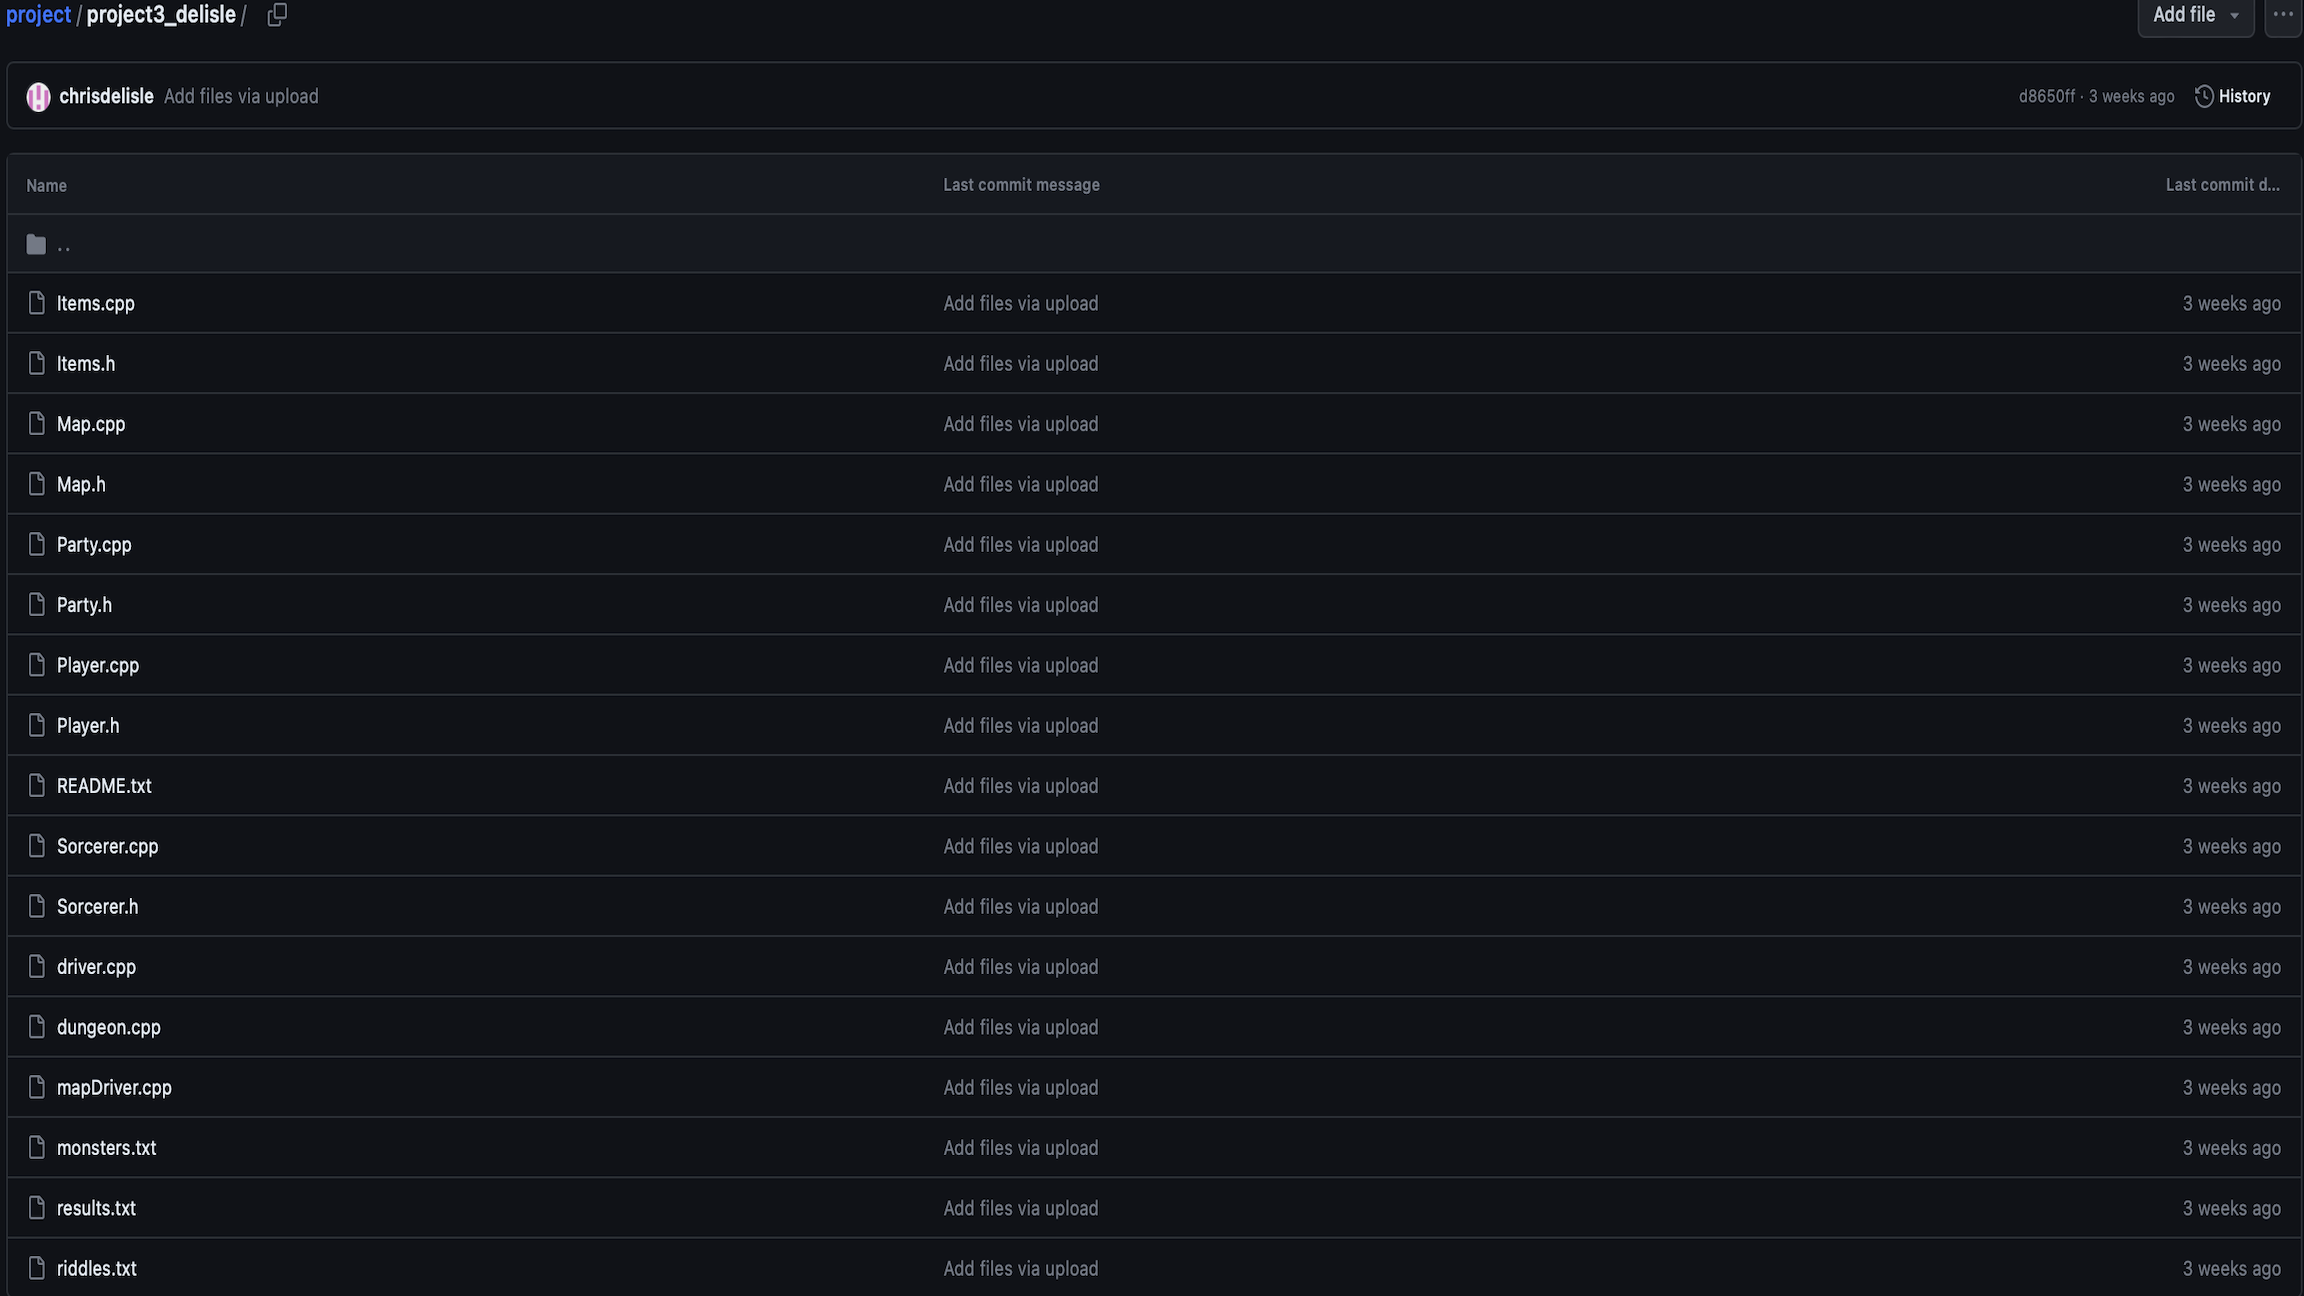 project / project3_delisle / Add file ...
chrisdelisle Add files via upload d8650ff · 3 weeks ago History
Name Last commit message Last commit d...
..
Items.cpp Add files via upload 3 weeks ago
Items.h Add files via upload 3 weeks ago
Map.cpp Add files via upload 3 weeks ago
Map.h Add files via upload 3 weeks ago
Party.cpp Add files via upload 3 weeks ago
Party.h Add files via upload 3 weeks ago
Player.cpp Add files via upload 3 weeks ago
Player.h Add files via upload 3 weeks ago
README.txt Add files via upload 3 weeks ago
Sorcerer.cpp Add files via upload 3 weeks ago
Sorcerer.h Add files via upload 3 weeks ago
driver.cpp Add files via upload 3 weeks ago
dungeon.cpp Add files via upload 3 weeks ago
mapDriver.cpp Add files via upload 3 weeks ago
monsters.txt Add files via upload 3 weeks ago
results.txt Add files via upload 3 weeks ago
riddles.txt Add files via upload 3 weeks ago